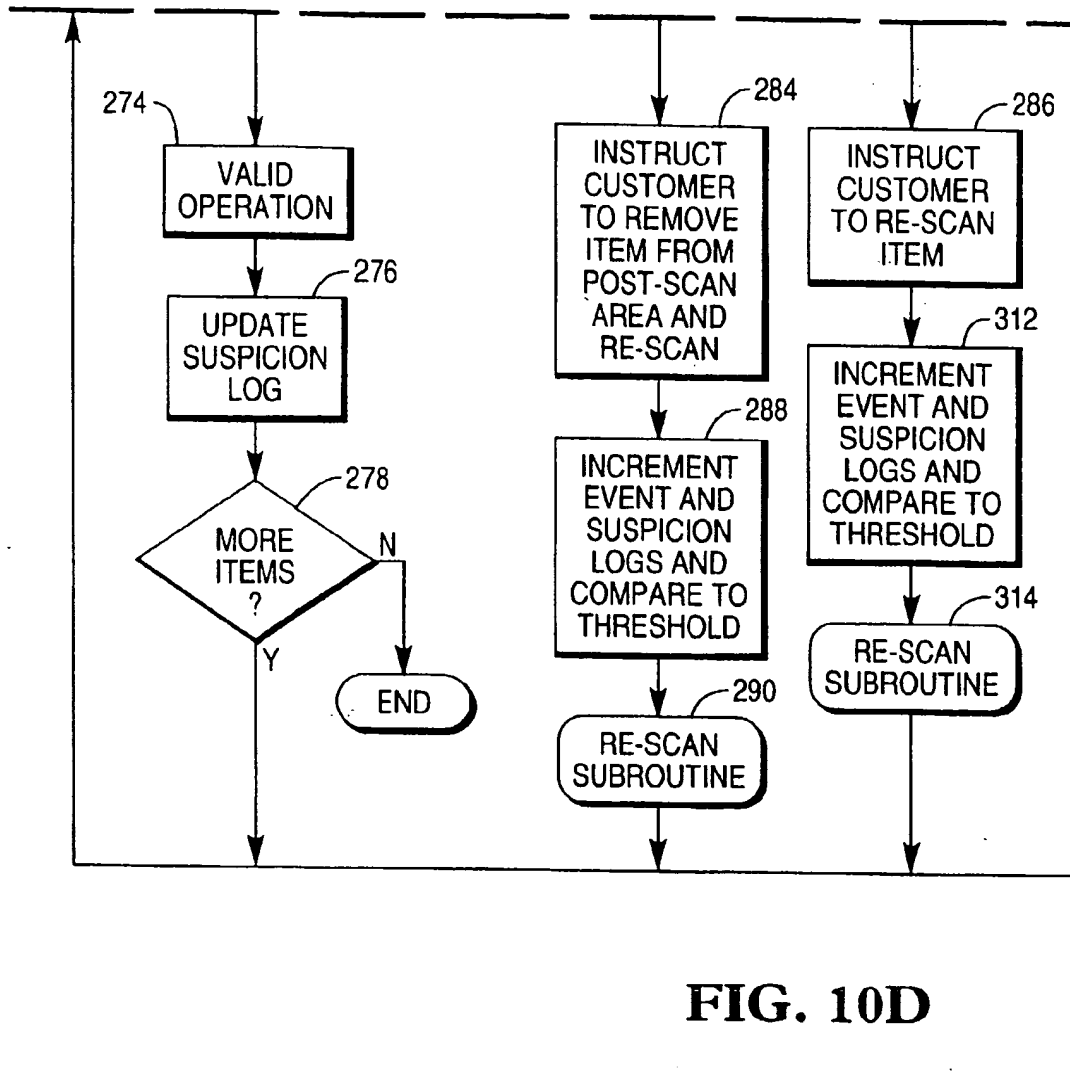 274
VALID
OPERATION
276
UPDATE
SUSPICION
LOG
278
MORE
ITEMS
?
N
Y
END
284
INSTRUCT
CUSTOMER
TO REMOVE
ITEM FROM
POST-SCAN
AREA AND
RE-SCAN
288
INCREMENT
EVENT AND
SUSPICION
LOGS AND
COMPARE TO
THRESHOLD
290
RE-SCAN
SUBROUTINE
286
INSTRUCT
CUSTOMER
TO RE-SCAN
ITEM
312
INCREMENT
EVENT AND
SUSPICION
LOGS AND
COMPARE TO
THRESHOLD
314
RE-SCAN
SUBROUTINE
FIG. 10D